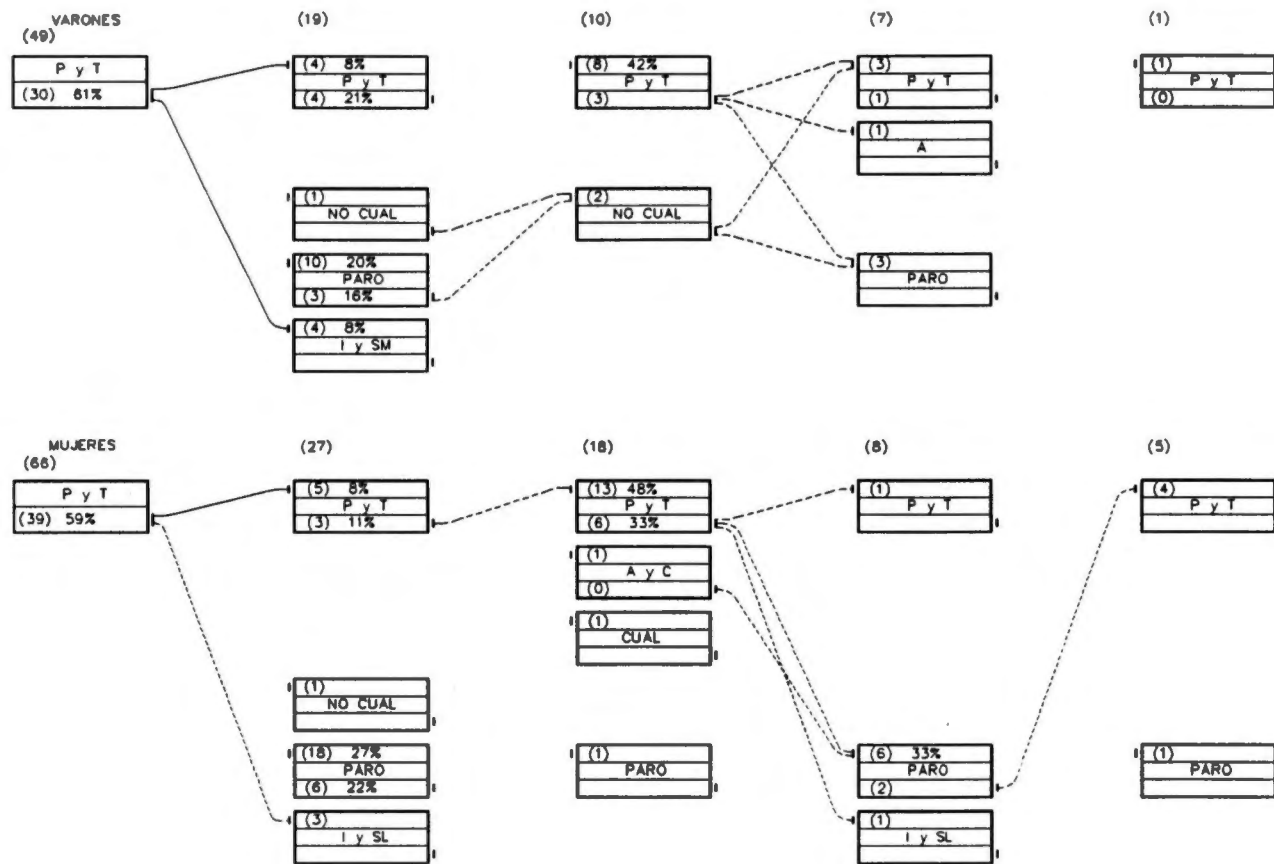 VARONES (19) (10) (7) (1)
(49)
P y T
(30) 61%
(4) 8%
P y T
(4) 21%
(8) 42%
P y T
(3)
(3)
P y T
(1)
(1)
P y T
(0)
(1)
A
(1)
NO CUAL
(2)
NO CUAL
(10) 20%
PARO
(3) 16%
(3)
PARO
(4) 8%
I y SM
MUJERES (27) (18) (8) (5)
(66)
P y T
(39) 59%
(5) 8%
P y T
(3) 11%
(13) 48%
P y T
(6) 33%
(1)
P y T
(4)
P y T
(1)
A y C
(0)
(1)
CUAL
(1)
NO CUAL
(18) 27%
PARO
(6) 22%
(1)
PARO
(6) 33%
PARO
(2)
(1)
PARO
(3)
I y SL
(1)
I y SL